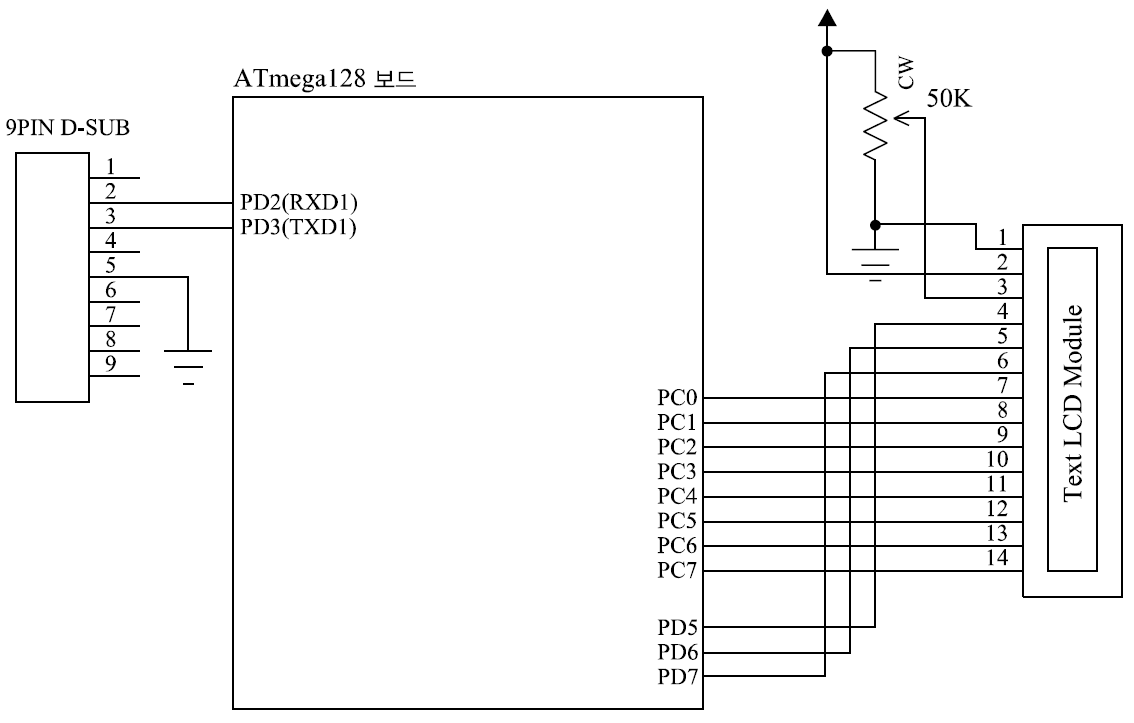 ATmega128 보드
9PIN D-SUB
1
2
3
4
5
6
7
8
9
PD2(RXD1)
PD3(TXD1)
CW
50K
1
2
3
4
5
6
7
8
9
10
11
12
13
14
Text LCD Module
PC0
PC1
PC2
PC3
PC4
PC5
PC6
PC7
PD5
PD6
PD7